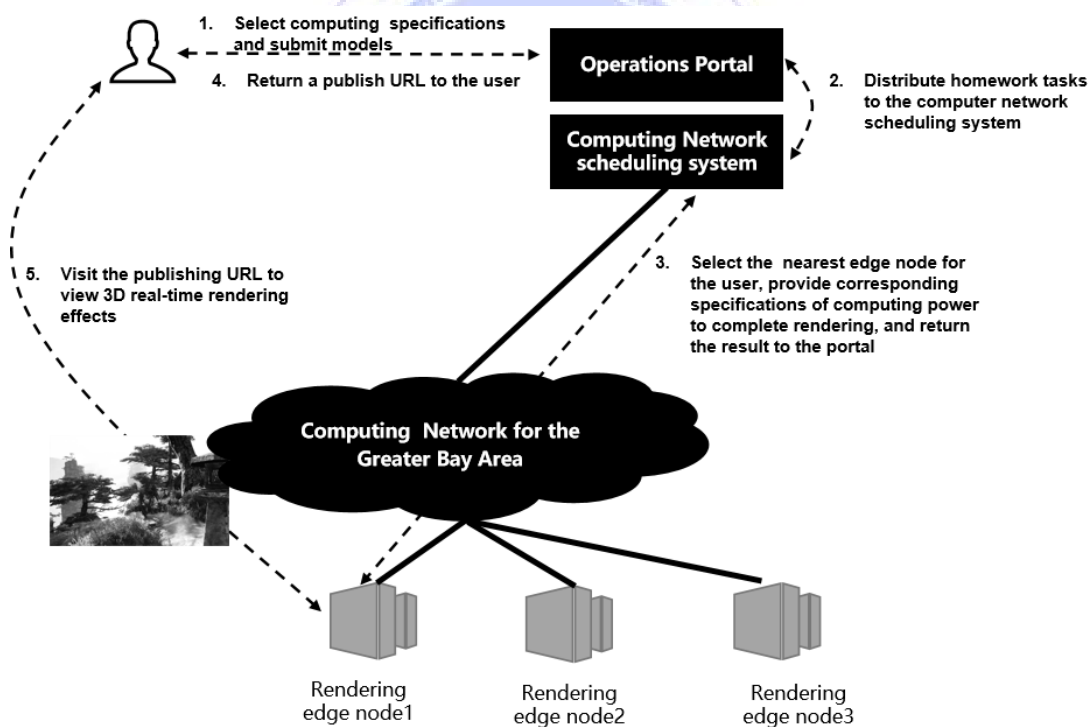 1. Select computing specifications
and submit models
4. Return a publish URL to the user
Operations Portal
2. Distribute homework tasks
to the computer network
scheduling system
Computing Network
scheduling system
3. Select the nearest edge node for
the user, provide corresponding
specifications of computing power
to complete rendering, and return
the result to the portal
5. Visit the publishing URL to
view 3D real-time rendering
effects
Computing Network for the
Greater Bay Area
Rendering
edge node1
Rendering
edge node2
Rendering
edge node3